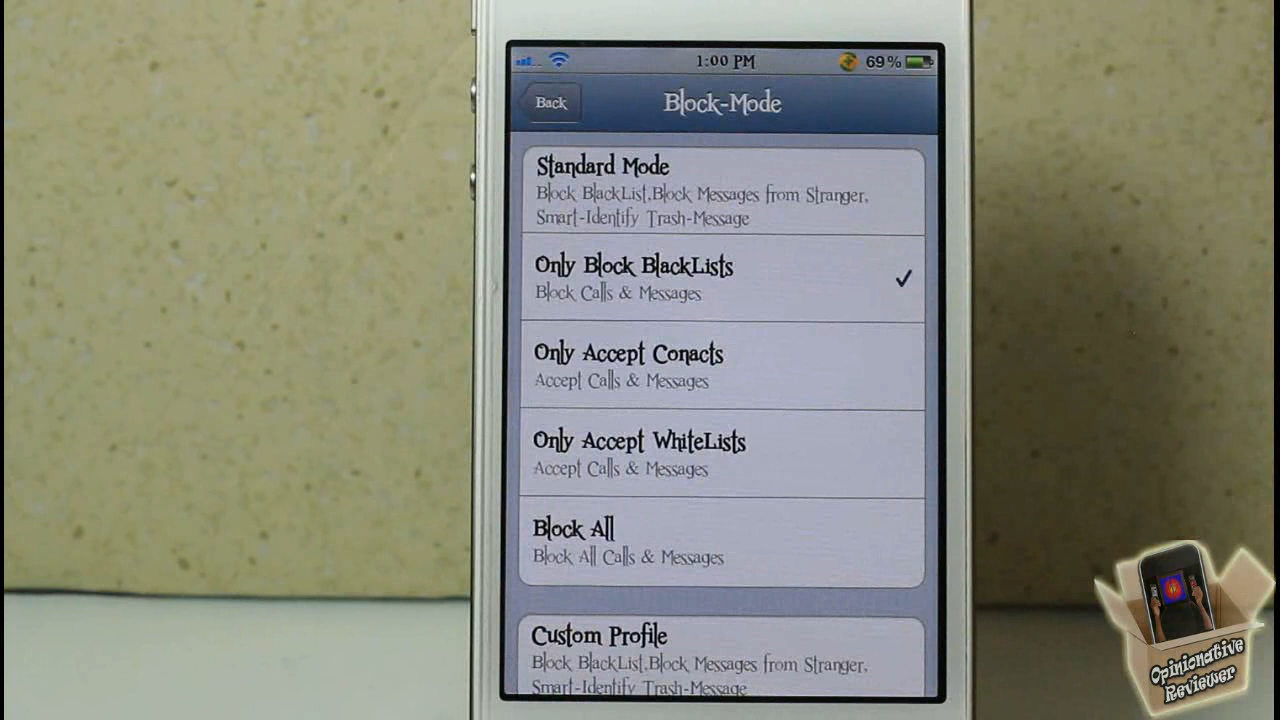 1:00 PM
69%
Back
Block-Mode
Standard Mode
Block BlackList,Block Messages from Stranger,
Smart-Identify Trash-Message
Only Block BlackLists
Block Calls & Messages
Only Accept Conacts
Accept Calls & Messages
Only Accept WhiteLists
Accept Calls & Messages
Block All
Block All Calls & Messages
Custom Profile
Block BlackList,Block Messages from Stranger,
Smart-Identify Trash-Message
Opinionative
Reviewer